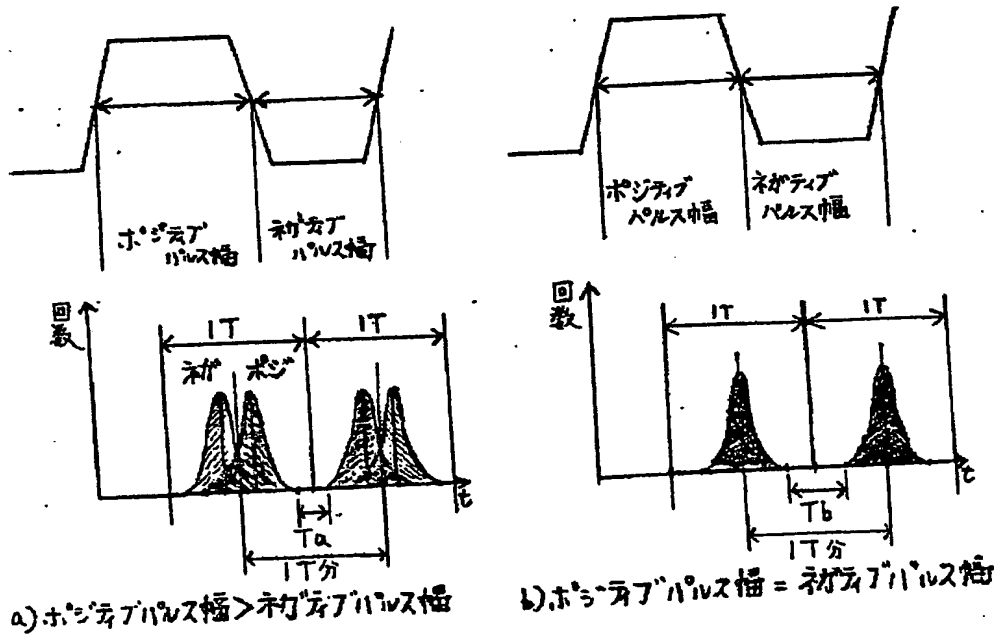 ポジティブ
パルス幅
ネガティブ
パルス幅
ポジティブ
パルス幅
ネガティブ
パルス幅
回数
1T
1T
ネガ
ポジ
t
Ta
1T分
回数
1T
1T
t
Tb
1T分
a)ポジティブパルス幅>ネガティブパルス幅
b)ポジティブパルス幅=ネガティブパルス幅